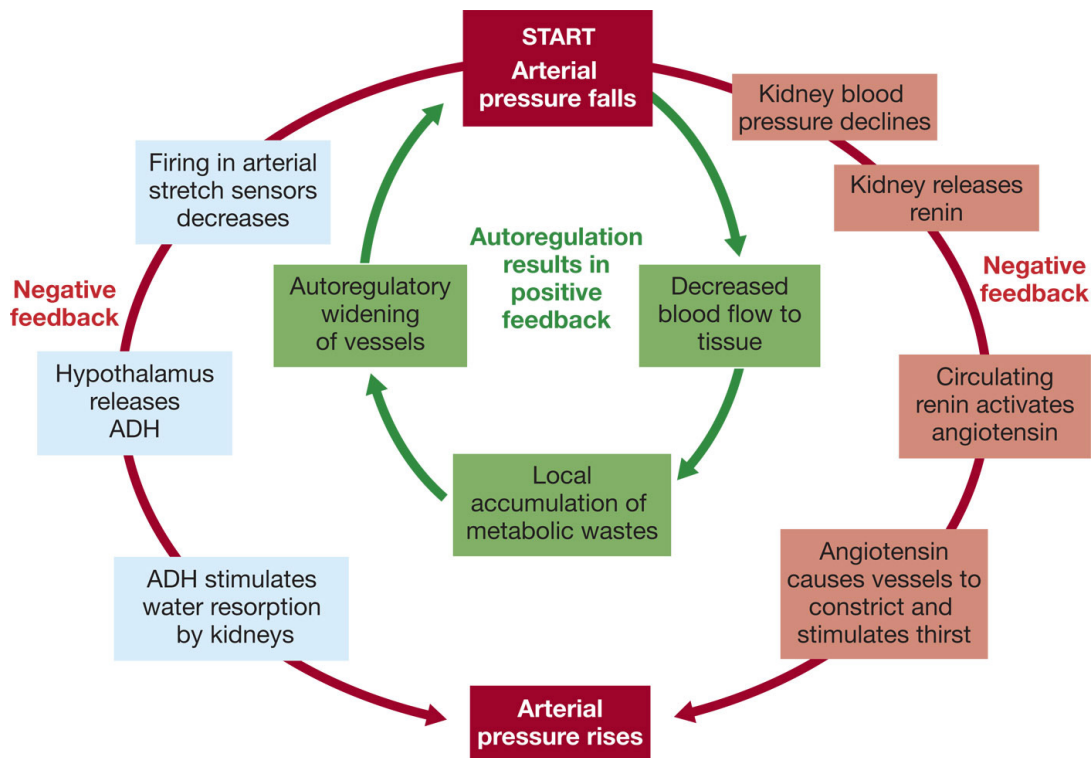 START
Arterial
pressure falls
Kidney blood
pressure declines
Firing in arterial
stretch sensors
decreases
Kidney releases
renin
Autoregulation
results in
positive
feedback
Negative
feedback
Negative
feedback
Autoregulatory
widening
of vessels
Decreased
blood flow to
tissue
Hypothalamus
releases
ADH
Circulating
renin activates
angiotensin
Local
accumulation of
metabolic wastes
ADH stimulates
water resorption
by kidneys
Angiotensin
causes vessels to
constrict and
stimulates thirst
Arterial
pressure rises